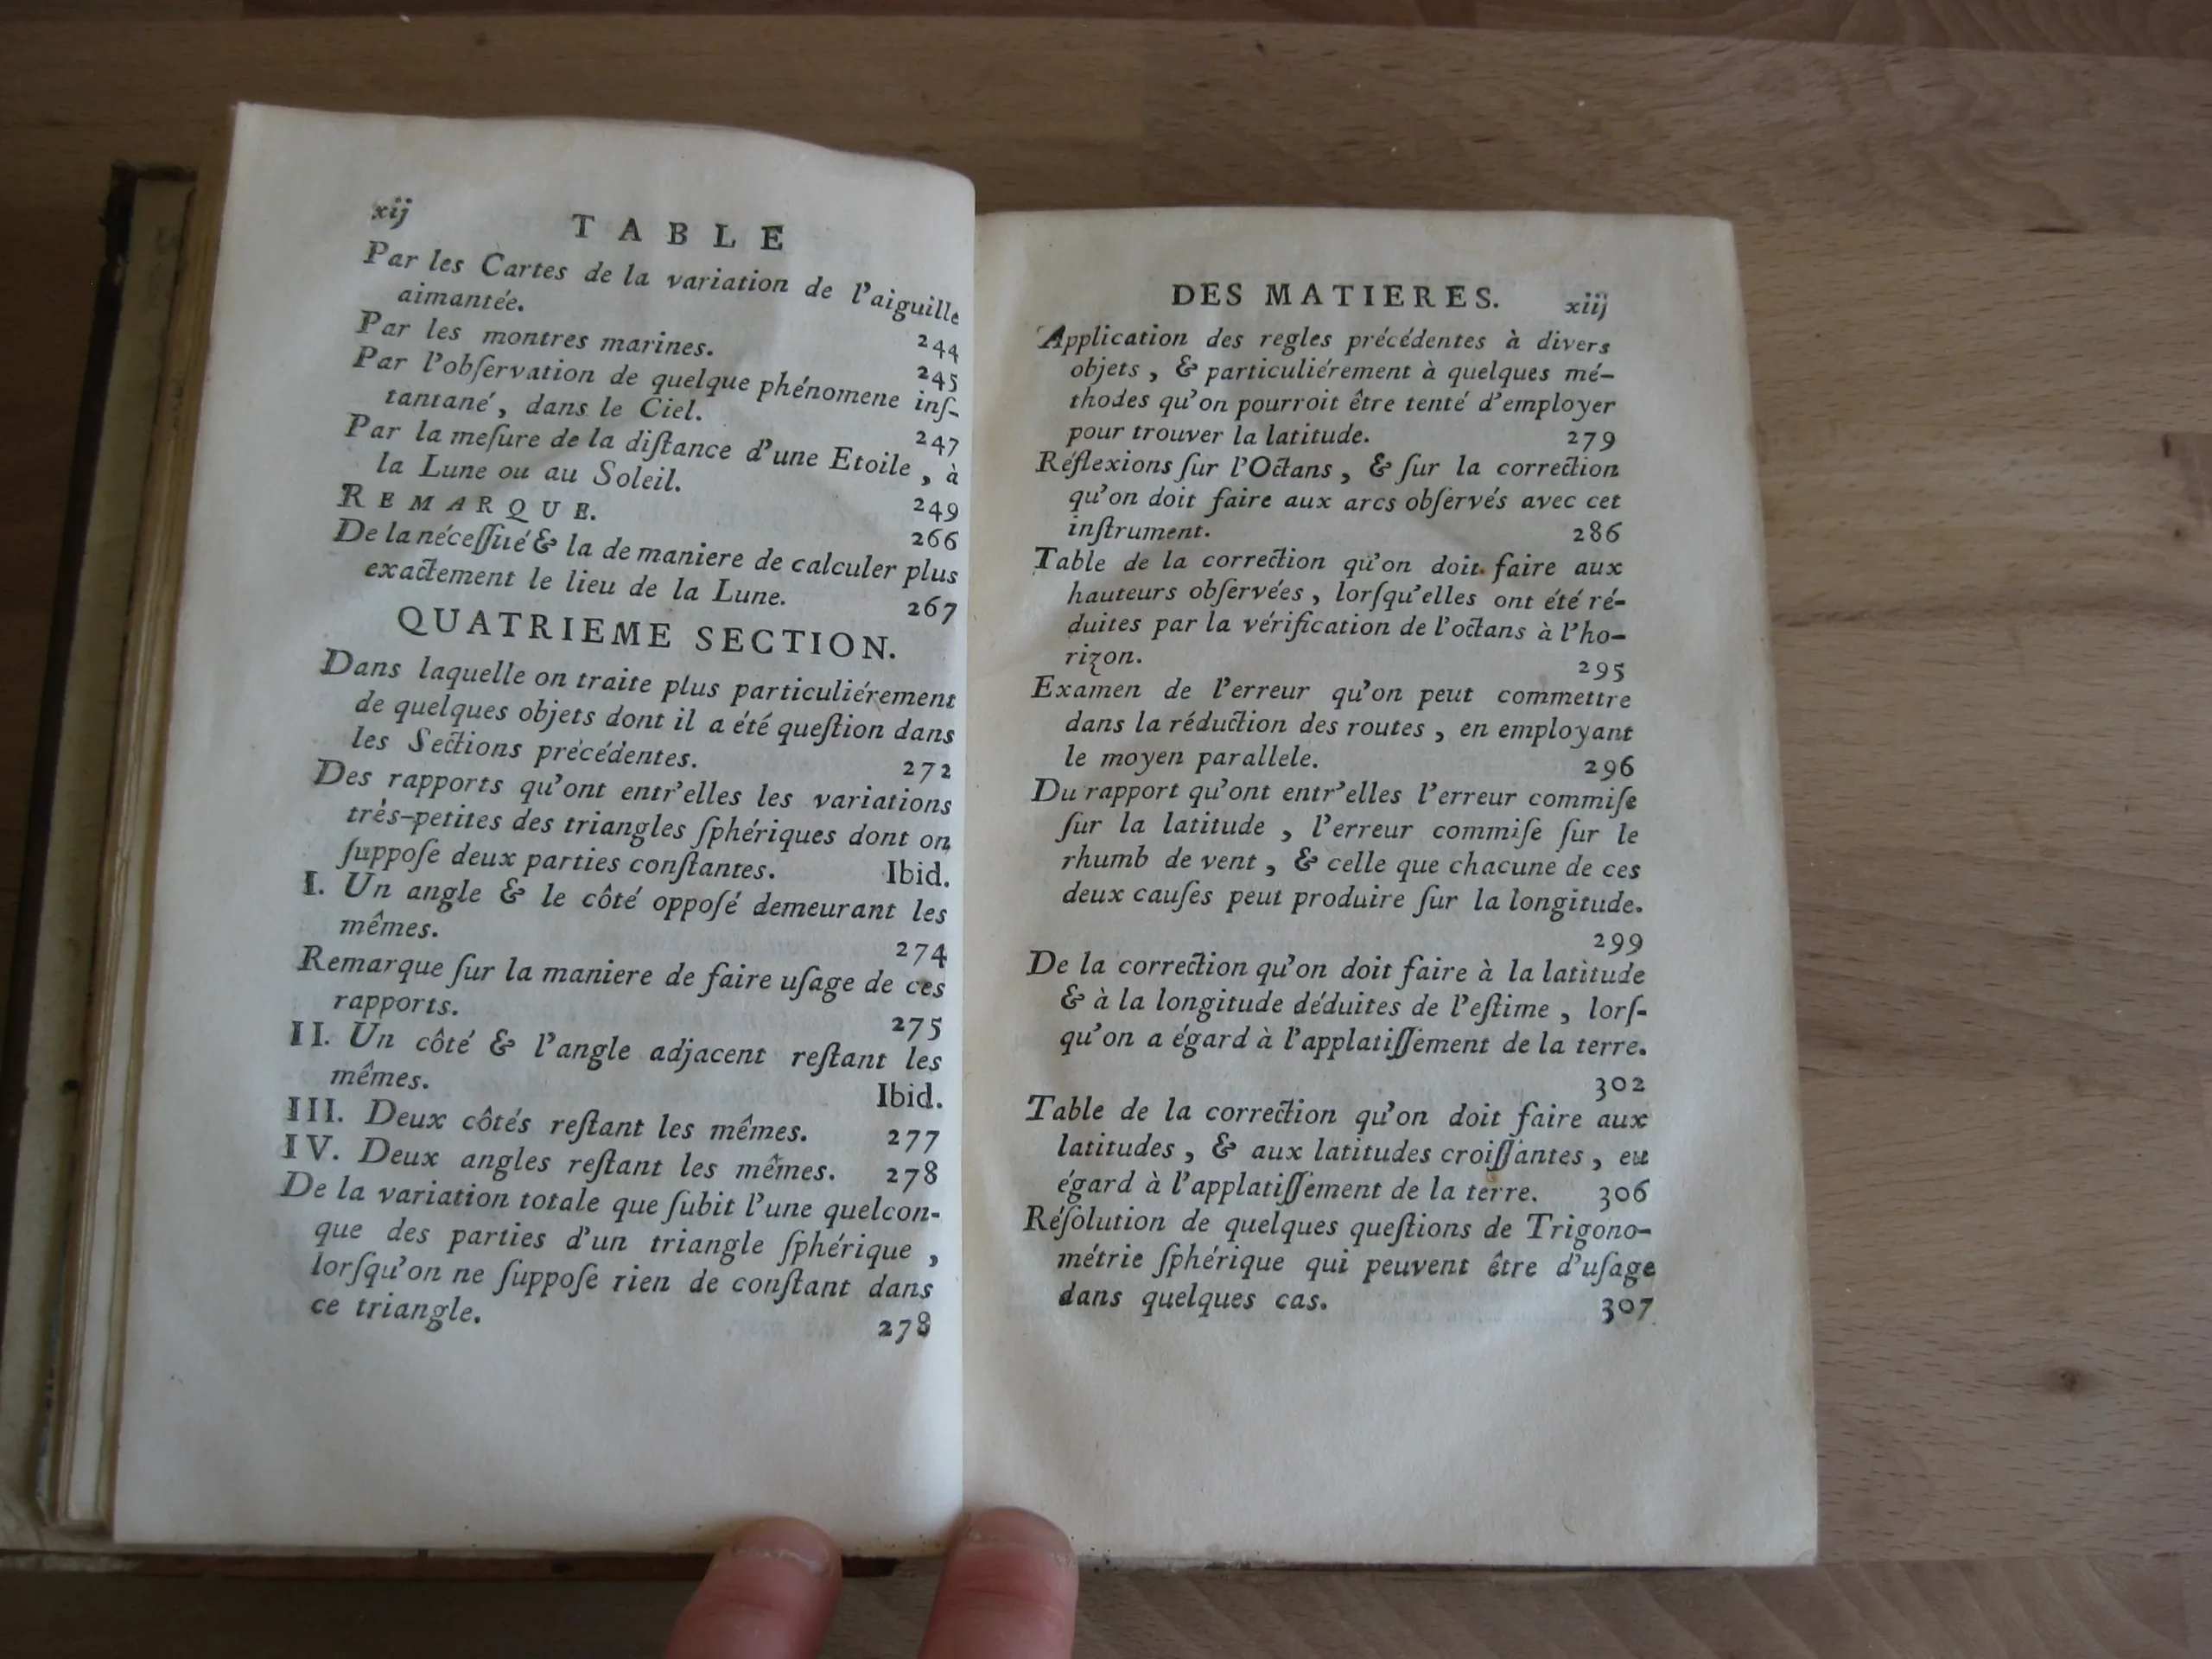 xij
TABLE
Par les Cartes de la variation de l'aiguille
aimantée. 244
Par les montres marines. 245
Par l'obſervation de quelque phénomene inſ-
tantané, dans le Ciel. 247
Par la meſure de la diſtance d'une Etoile, à
la Lune ou au Soleil. 249
REMARQUE. 266
De la néceſſité & la de maniere de calculer plus
exactement le lieu de la Lune. 267
QUATRIEME SECTION.
Dans laquelle on traite plus particuliérement
de quelques objets dont il a été queſtion dans
les Sections précédentes. 272
Des rapports qu'ont entr'elles les variations
très-petites des triangles ſphériques dont on
ſuppoſe deux parties conſtantes. Ibid.
I. Un angle & le côté oppoſé demeurant les
mêmes. 274
Remarque ſur la maniere de faire uſage de ces
rapports. 275
II. Un côté & l'angle adjacent reſtant les
mêmes. Ibid.
III. Deux côtés reſtant les mêmes. 277
IV. Deux angles reſtant les mêmes. 278
De la variation totale que ſubit l'une quelcon-
que des parties d'un triangle ſphérique,
lorſqu'on ne ſuppoſe rien de conſtant dans
ce triangle. 278
DES MATIERES. xiij
Application des regles précédentes à divers
objets, & particuliérement à quelques mé-
thodes qu'on pourroit être tenté d'employer
pour trouver la latitude. 279
Réflexions ſur l'Octans, & ſur la correction
qu'on doit faire aux arcs obſervés avec cet
inſtrument. 286
Table de la correction qu'on doit faire aux
hauteurs obſervées, lorſqu'elles ont été ré-
duites par la vérification de l'octans à l'ho-
rizon. 295
Examen de l'erreur qu'on peut commettre
dans la réduction des routes, en employant
le moyen parallele. 296
Du rapport qu'ont entr'elles l'erreur commiſe
ſur la latitude, l'erreur commiſe ſur le
rhumb de vent, & celle que chacune de ces
deux cauſes peut produire ſur la longitude.
299
De la correction qu'on doit faire à la latitude
& à la longitude déduites de l'eſtime, lorſ-
qu'on a égard à l'applatiſſement de la terre.
302
Table de la correction qu'on doit faire aux
latitudes, & aux latitudes croiſſantes, eu
égard à l'applatiſſement de la terre. 306
Réſolution de quelques queſtions de Trigono-
métrie ſphérique qui peuvent être d'uſage
dans quelques cas. 307